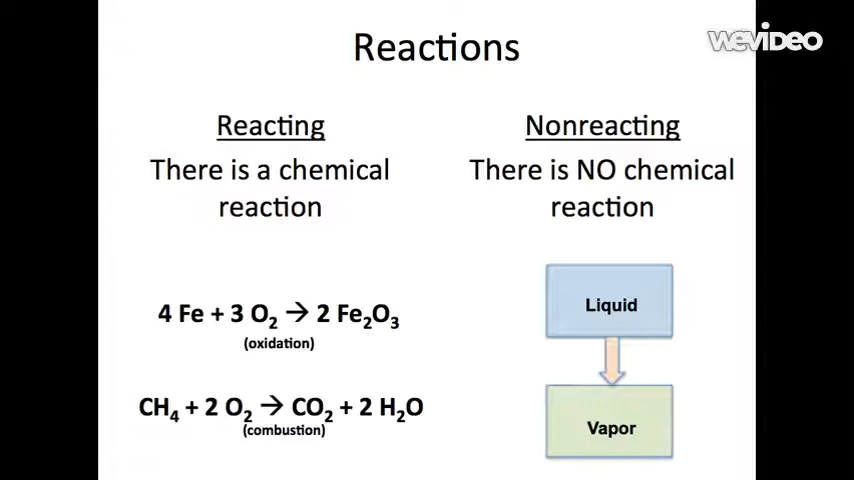 Reactions
WEVIDEO
Reacting
There is a chemical
reaction
4 Fe + 3 O₂ → 2 Fe₂O₃
(oxidation)
CH₄ + 2 O₂ → CO₂ + 2 H₂O
(combustion)
Nonreacting
There is NO chemical
reaction
Liquid
Vapor